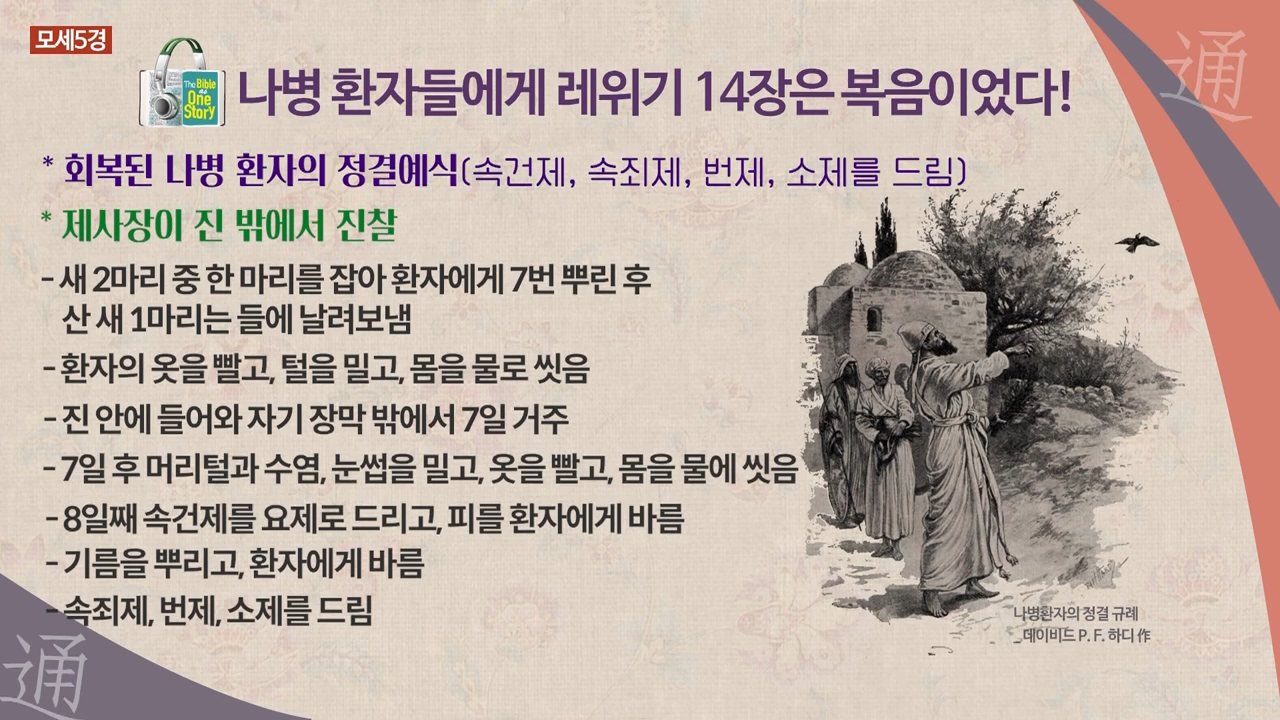 모세5경
通
The Bible
As
One
Story
나병 환자들에게 레위기 14장은 복음이었다!
* 회복된 나병 환자의 정결예식(속건제, 속죄제, 번제, 소제를 드림)
* 제사장이 진 밖에서 진찰
- 새 2마리 중 한 마리를 잡아 환자에게 7번 뿌린 후
산 새 1마리는 들에 날려보냄
- 환자의 옷을 빨고, 털을 밀고, 몸을 물로 씻음
- 진 안에 들어와 자기 장막 밖에서 7일 거주
- 7일 후 머리털과 수염, 눈썹을 밀고, 옷을 빨고, 몸을 물에 씻음
- 8일째 속건제를 요제로 드리고, 피를 환자에게 바름
- 기름을 뿌리고, 환자에게 바름
- 속죄제, 번제, 소제를 드림
나병환자의 정결 규례
_데이비드 P. F. 하디 作
通